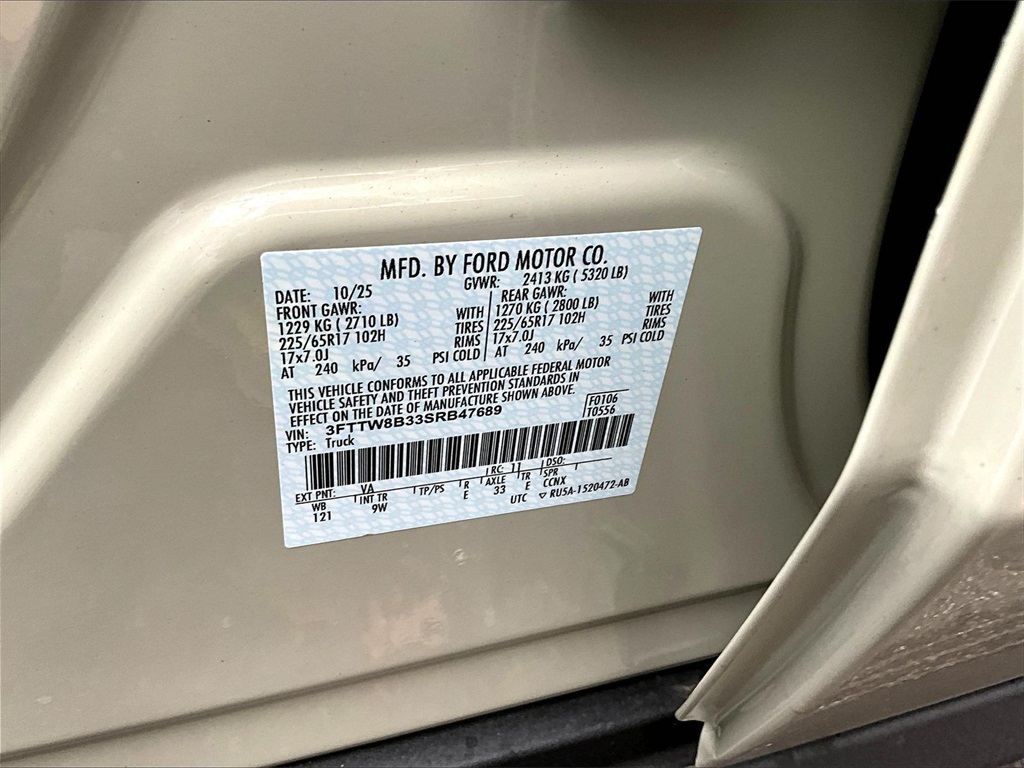 MFD. BY FORD MOTOR CO.
DATE: 10/25 GVWR: 2413 KG ( 5320 LB)
FRONT GAWR: REAR GAWR:
1229 KG ( 2710 LB) WITH 1270 KG ( 2800 LB) WITH
225/65R17 102H TIRES 225/65R17 102H TIRES
17x7.0J RIMS 17x7.0J RIMS
AT 240 kPa/ 35 PSI COLD AT 240 kPa/ 35 PSI COLD
THIS VEHICLE CONFORMS TO ALL APPLICABLE FEDERAL MOTOR
VEHICLE SAFETY AND THEFT PREVENTION STANDARDS IN
EFFECT ON THE DATE OF MANUFACTURE SHOWN ABOVE.
VIN: 3FTTW8B33SRB47689 F0106
TYPE: Truck T0556
EXT PNT: VA RC: 11 DSO:
WB INT TR TP/PS R AXLE TR SPR
121 9W E 33 E CCNX
UTC ▽ RU5A-1520472-AB